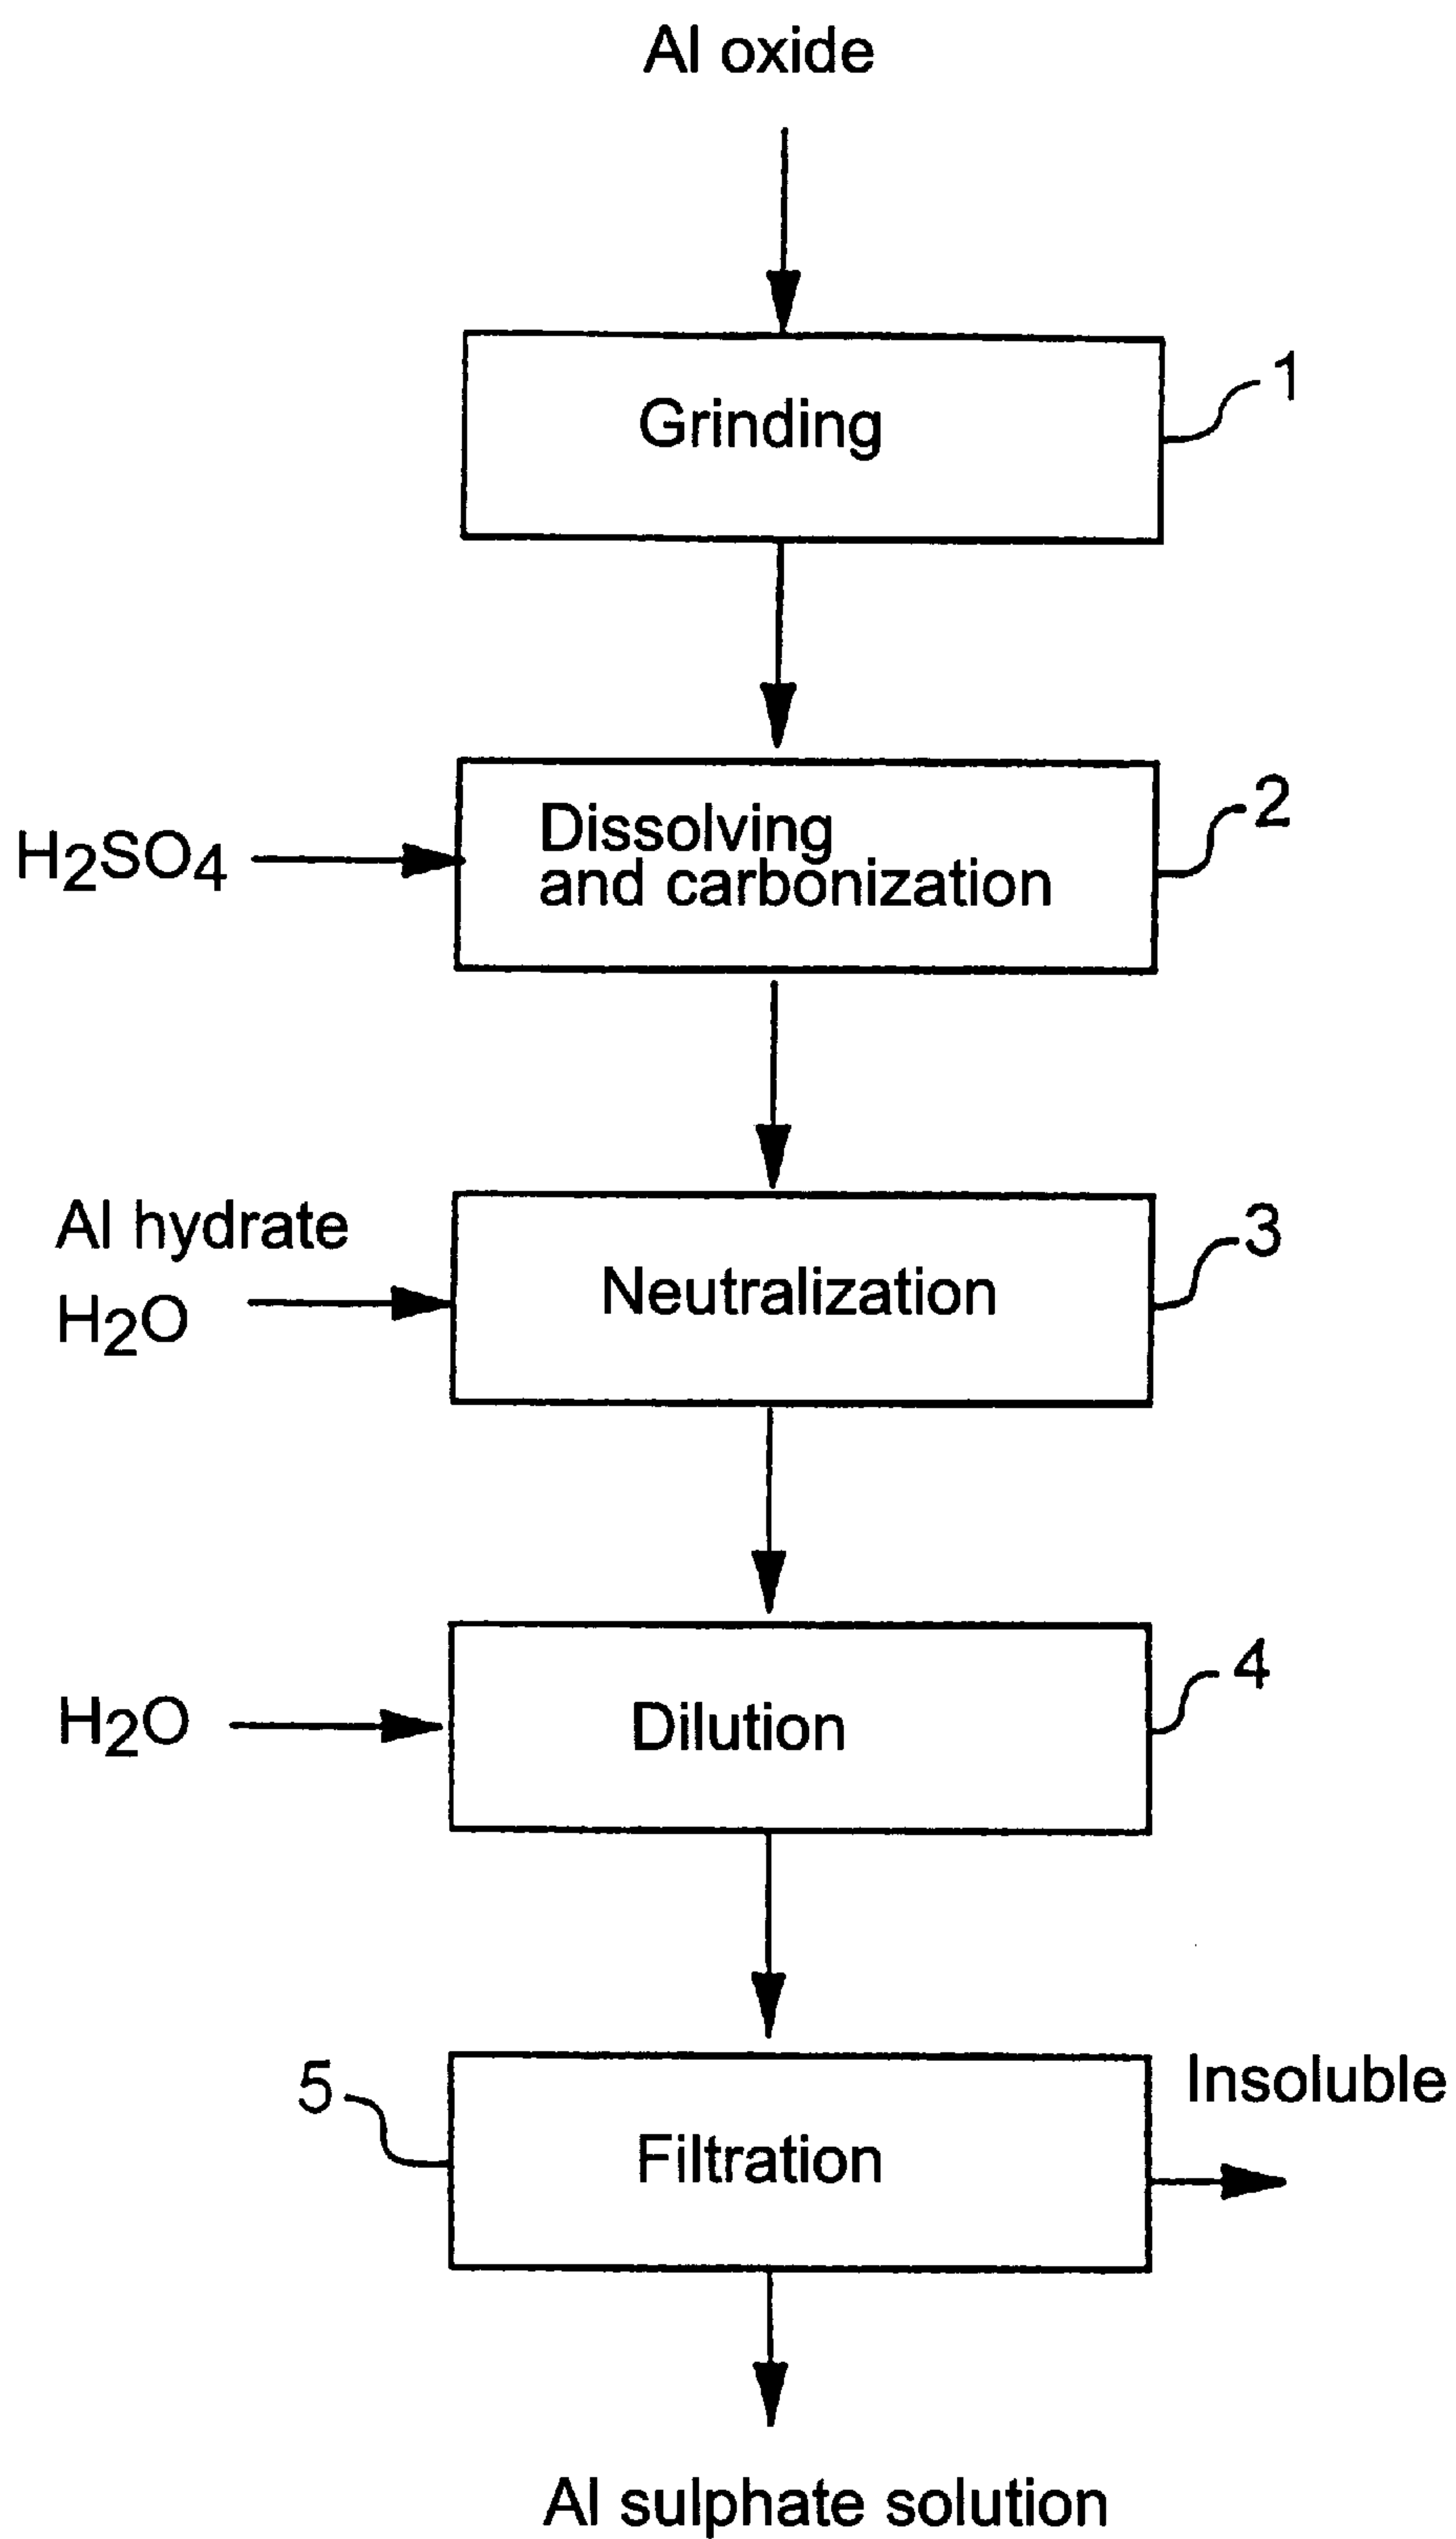 Al oxide
Grinding
1
Dissolving
and carbonization
2
H2SO4
Al hydrate
H2O
Neutralization
3
H2O
Dilution
4
5
Filtration
Insoluble
Al sulphate solution